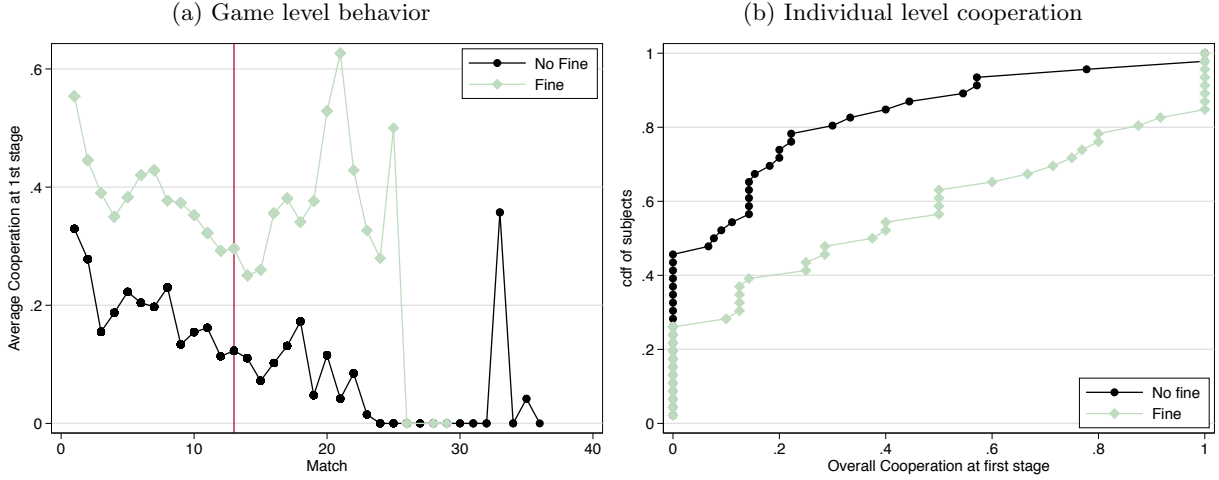 (a) Game level behavior
.6
.4
.2
0
Average Cooperation at 1st stage
0
10
20
30
40
Match
No Fine
Fine
(b) Individual level cooperation
1
.8
.6
.4
.2
0
cdf of subjects
0
.2
.4
.6
.8
1
Overall Cooperation at first stage
No fine
Fine